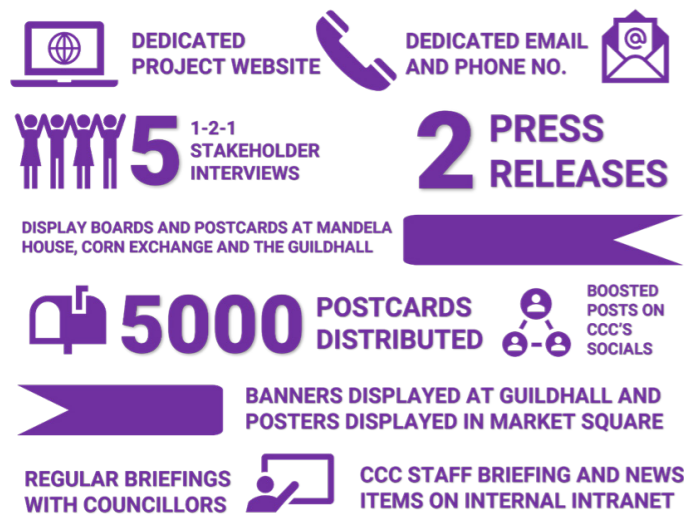 DEDICATED
PROJECT WEBSITE
DEDICATED EMAIL
AND PHONE NO.
@
5
1-2-1
STAKEHOLDER
INTERVIEWS
2
PRESS
RELEASES
DISPLAY BOARDS AND POSTCARDS AT MANDELA
HOUSE, CORN EXCHANGE AND THE GUILDHALL
5000
POSTCARDS
DISTRIBUTED
BOOSTED
POSTS ON
CCC'S
SOCIALS
BANNERS DISPLAYED AT GUILDHALL AND
POSTERS DISPLAYED IN MARKET SQUARE
REGULAR BRIEFINGS
WITH COUNCILLORS
CCC STAFF BRIEFING AND NEWS
ITEMS ON INTERNAL INTRANET